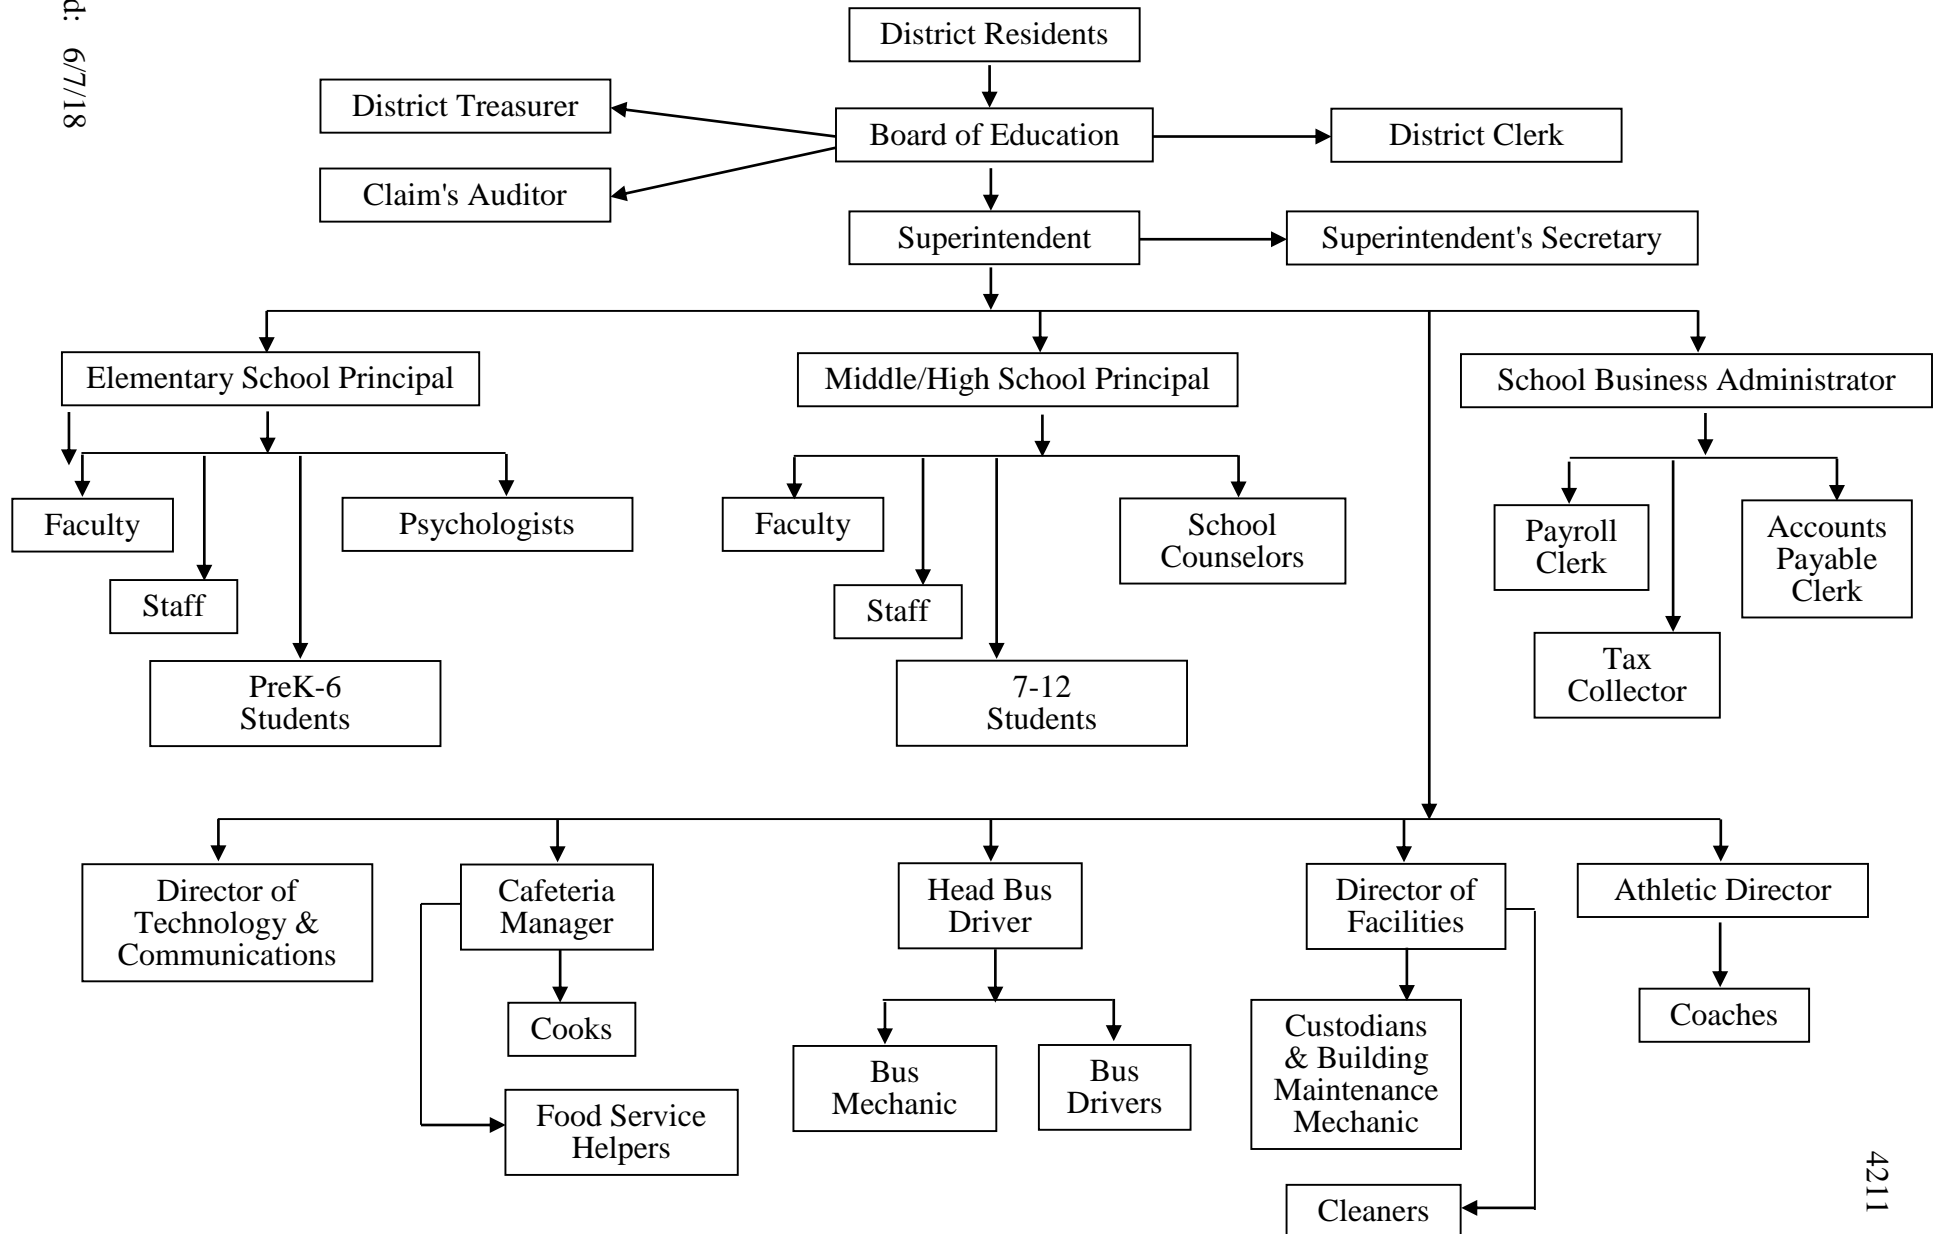 d: 6/7/18
District Residents
District Treasurer
Board of Education
District Clerk
Claim's Auditor
Superintendent
Superintendent's Secretary
Elementary School Principal
Middle/High School Principal
School Business Administrator
Faculty
Psychologists
Staff
PreK-6
Students
Faculty
School
Counselors
Staff
7-12
Students
Payroll
Clerk
Accounts
Payable
Clerk
Tax
Collector
Director of
Technology &
Communications
Cafeteria
Manager
Cooks
Food Service
Helpers
Head Bus
Driver
Bus
Mechanic
Bus
Drivers
Director of
Facilities
Custodians
& Building
Maintenance
Mechanic
Cleaners
Athletic Director
Coaches
4211